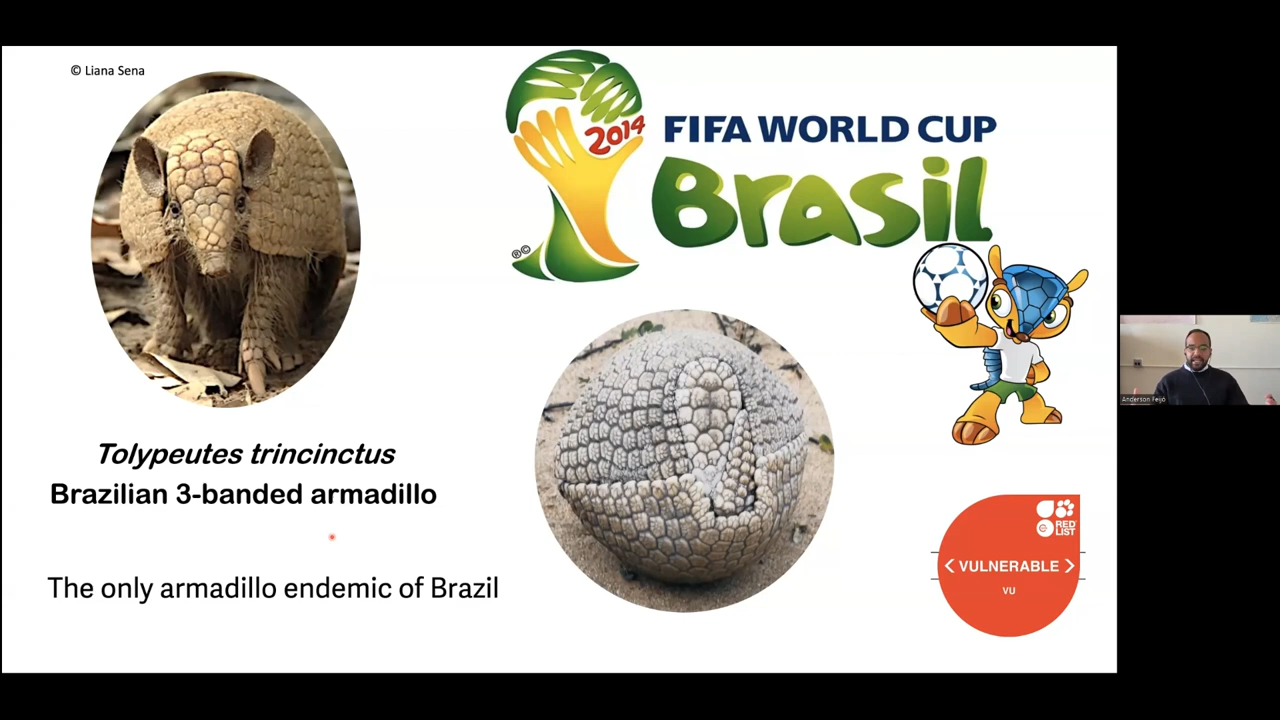 © Liana Sena
2014
FIFA WORLD CUP
Brasil
®©
Tolypeutes trincinctus
Brazilian 3-banded armadillo
The only armadillo endemic of Brazil
RED
LIST
< VULNERABLE >
VU
Anderson Feijó